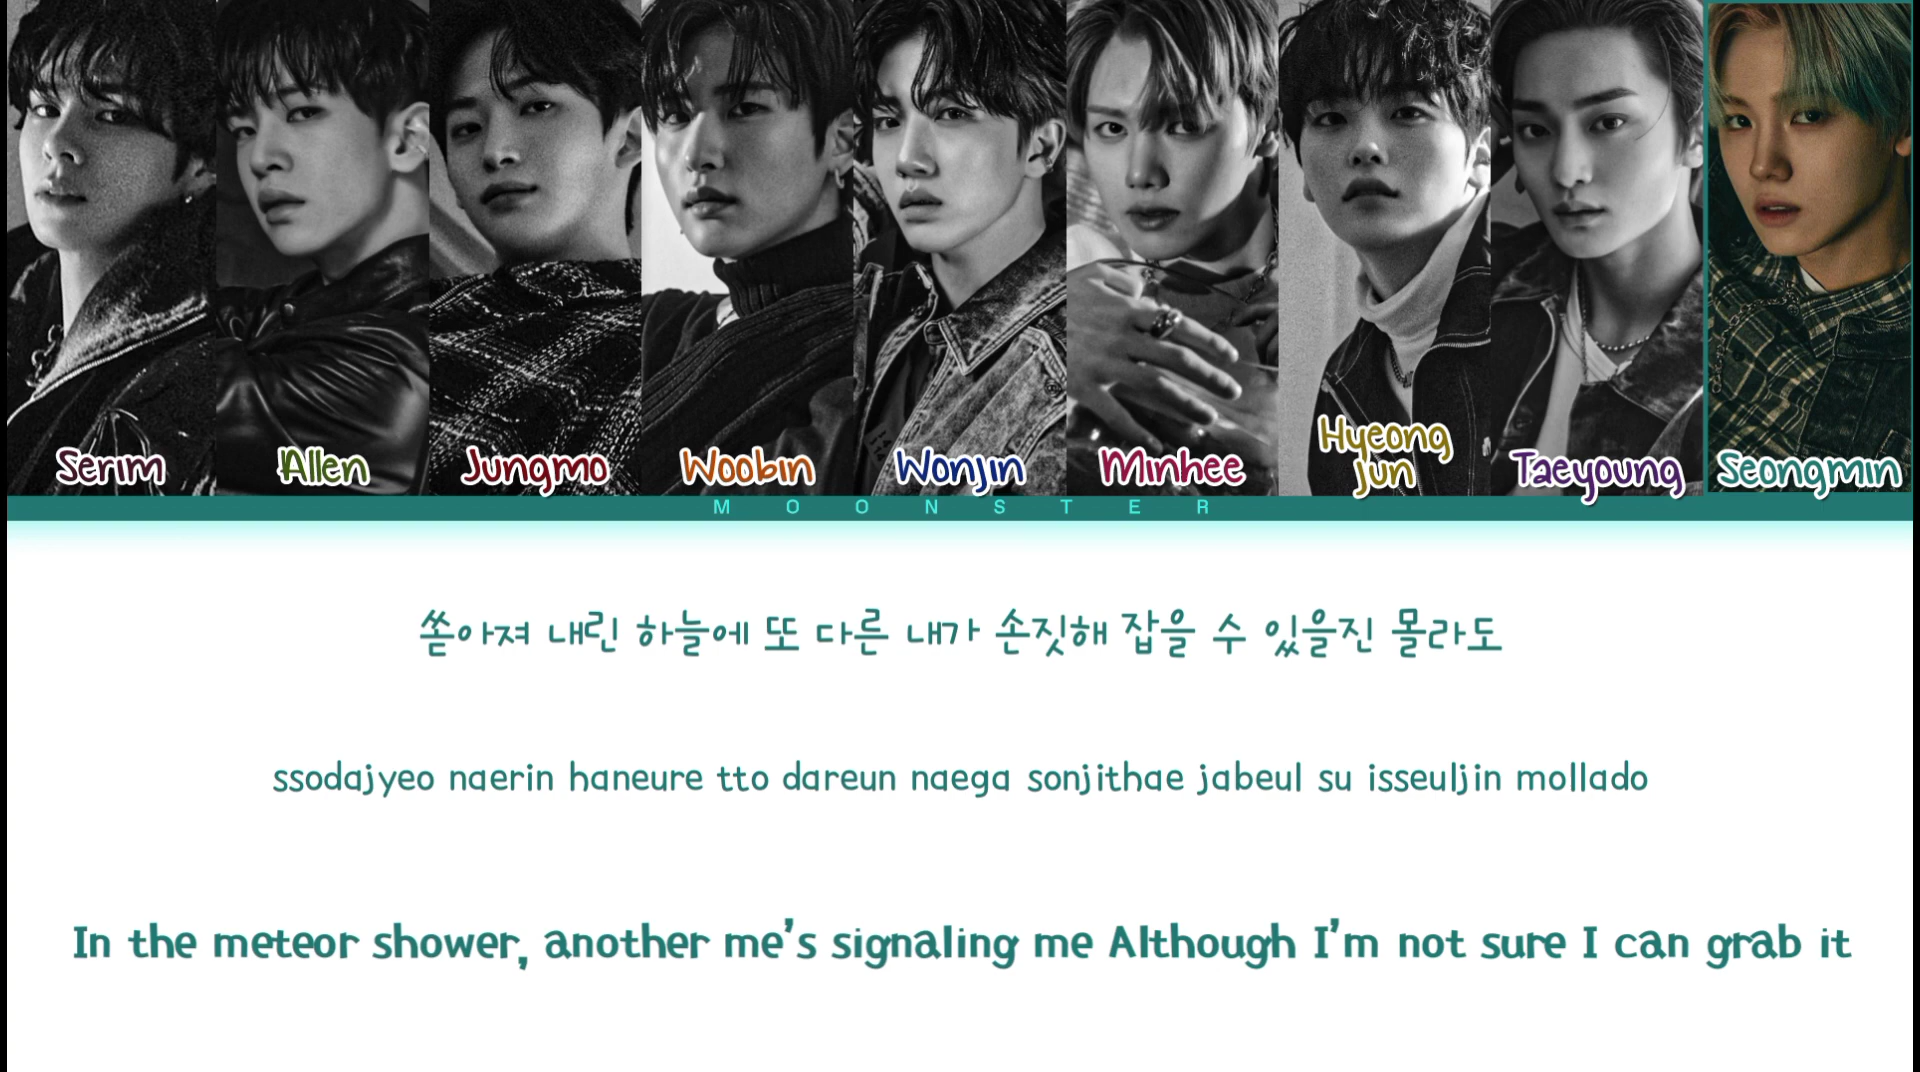 Serim Allen Jungmo Woobin Wonjin Minhee Hyeong jun Taeyoung Seongmin
MOONSTER
쏟아져 내린 하늘에 또 다른 내가 손짓해 잡을 수 있을진 몰라도
ssodajyeo naerin haneure tto dareun naega sonjithae jabeul su isseuljin mollado
In the meteor shower, another me's signaling me Although I'm not sure I can grab it